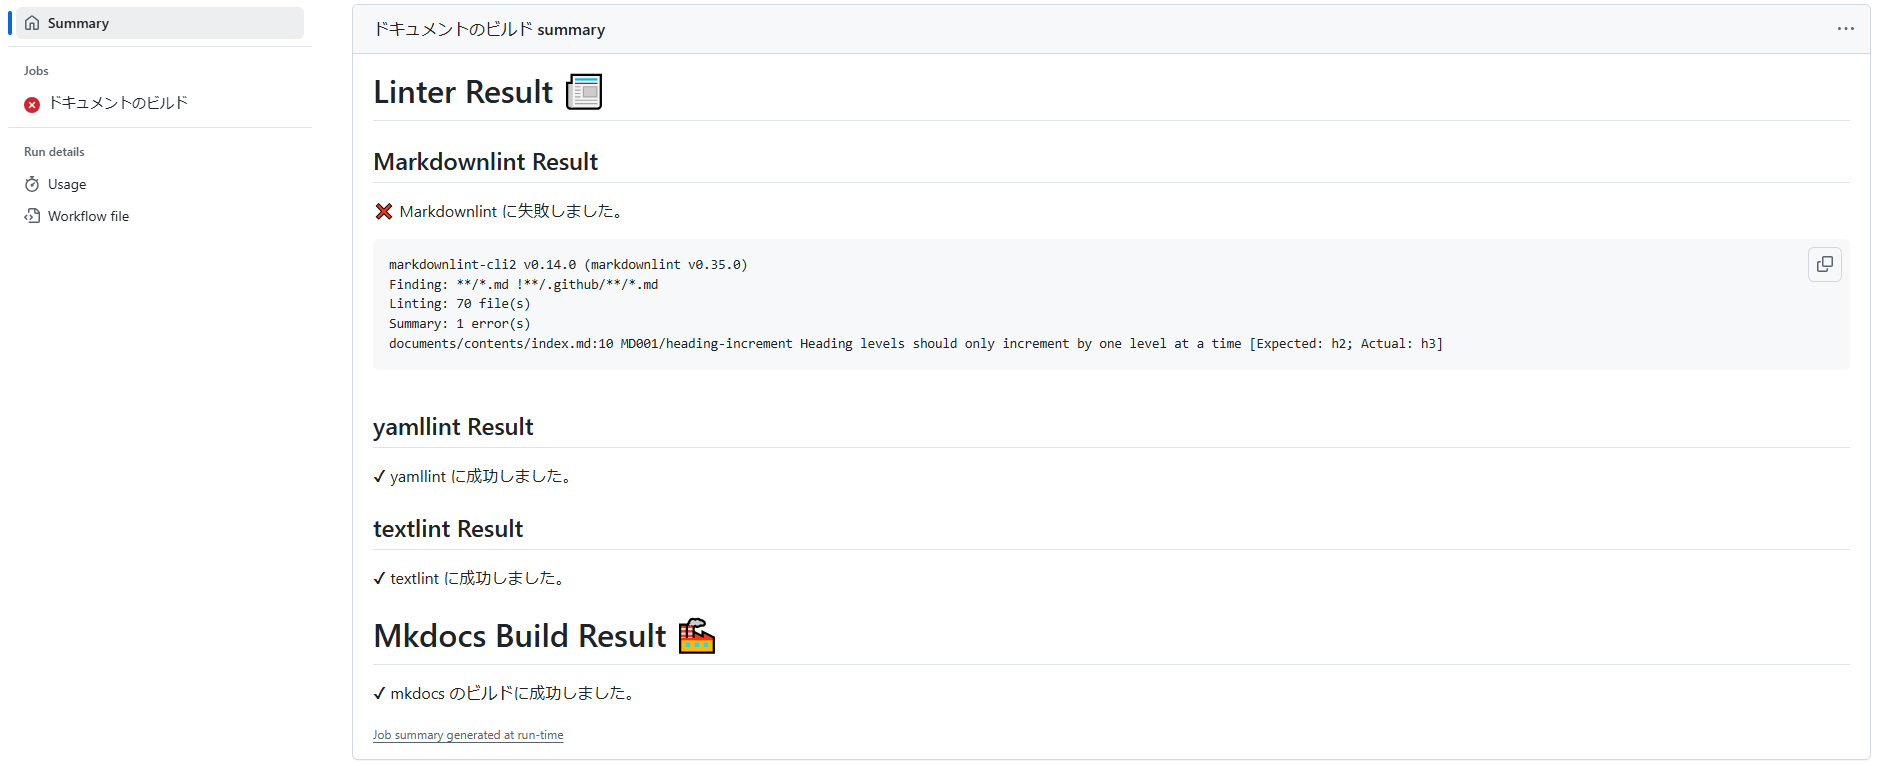 Summary
Jobs
ドキュメントのビルド
Run details
Usage
Workflow file
ドキュメントのビルド summary
Linter Result
Markdownlint Result
❌ Markdownlint に失敗しました。
markdownlint-cli2 v0.14.0 (markdownlint v0.35.0)
Finding: **/*.md !**/.github/**/*.md
Linting: 70 file(s)
Summary: 1 error(s)
documents/contents/index.md:10 MD001/heading-increment Heading levels should only increment by one level at a time [Expected: h2; Actual: h3]
yamllint Result
✔ yamllint に成功しました。
textlint Result
✔ textlint に成功しました。
Mkdocs Build Result
✔ mkdocs のビルドに成功しました。
Job summary generated at run-time